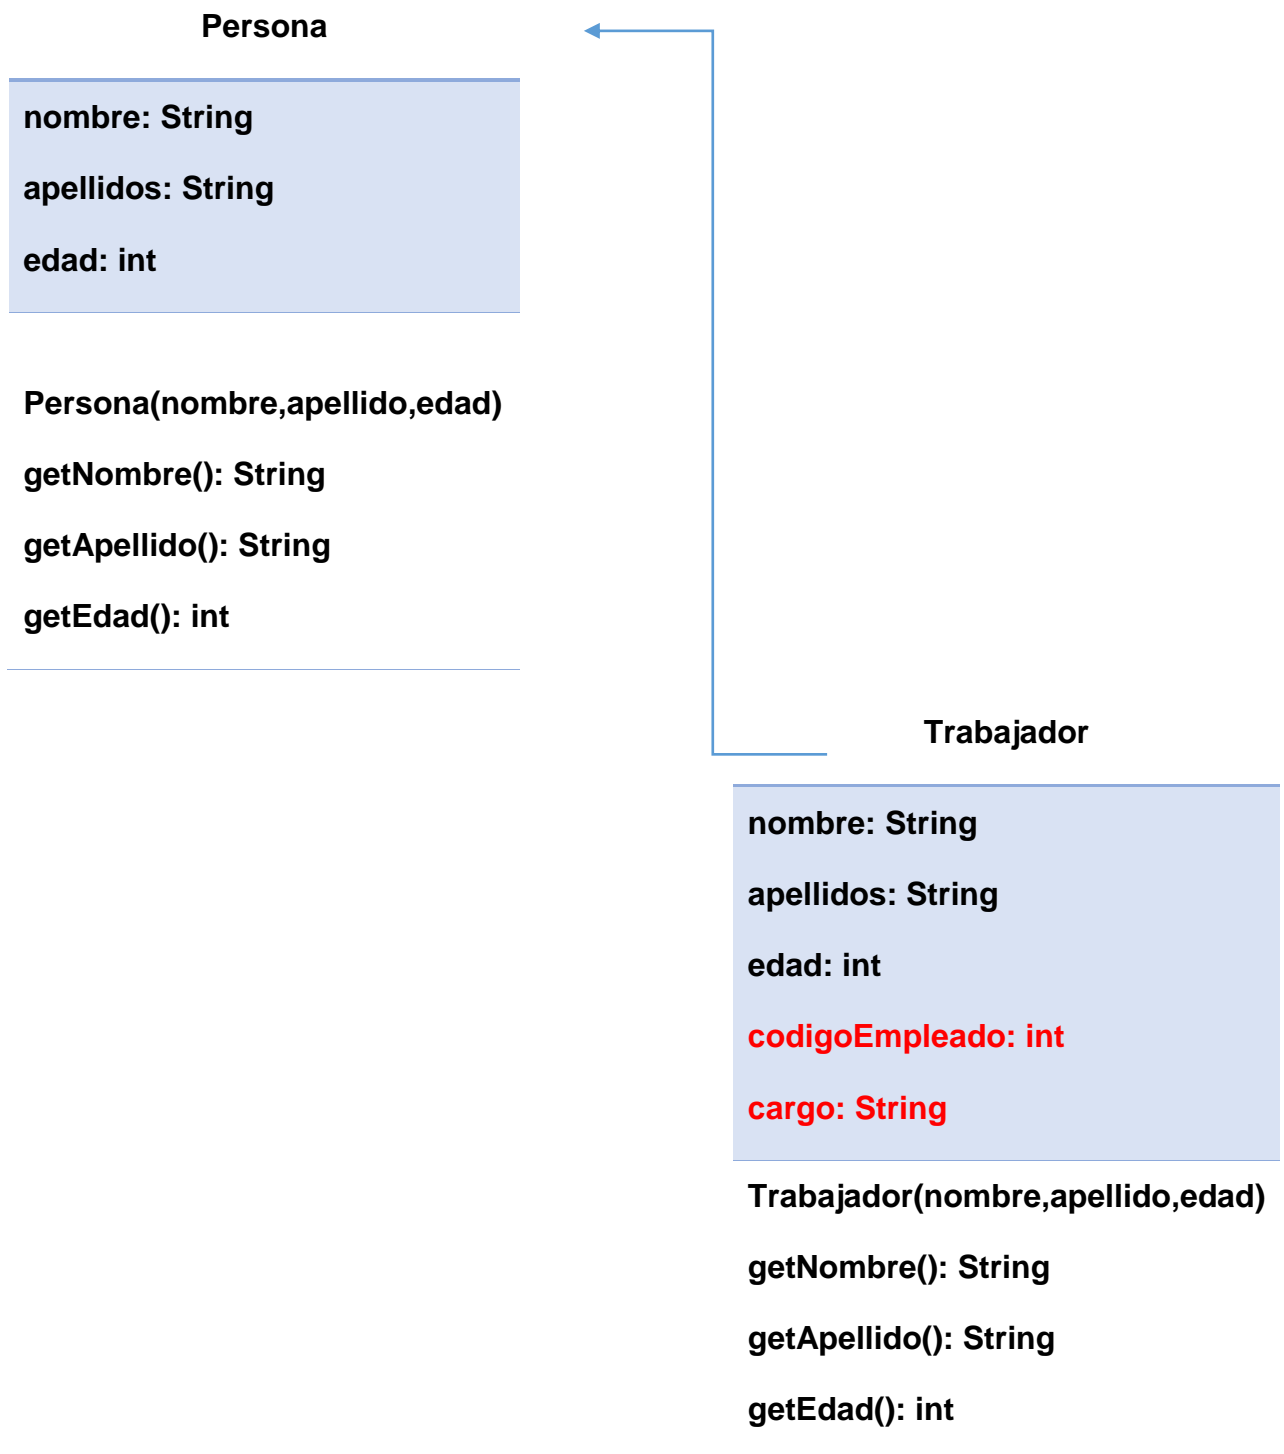 Persona
nombre: String
apellidos: String
edad: int
Persona(nombre,apellido,edad)
getNombre(): String
getApellido(): String
getEdad(): int
Trabajador
nombre: String
apellidos: String
edad: int
codigoEmpleado: int
cargo: String
Trabajador(nombre,apellido,edad)
getNombre(): String
getApellido(): String
getEdad(): int